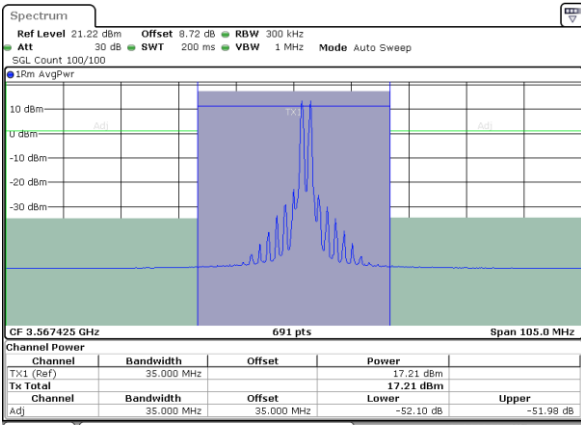 Spectrum
Ref Level 21.22 dBm Offset 8.72 dB RBW 300 kHz
Att 30 dB SWT 200 ms VBW 1 MHz Mode Auto Sweep
SGL Count 100/100
1Rm AvgPwr
10 dBm
TX1
Adj
Adj
0 dBm
-10 dBm
-20 dBm
-30 dBm
CF 3.567425 GHz 691 pts Span 105.0 MHz
Channel Power
Channel Bandwidth Offset Power
TX1 (Ref) 35.000 MHz 17.21 dBm
Tx Total 17.21 dBm
Channel Bandwidth Offset Lower Upper
Adj 35.000 MHz 35.000 MHz -52.10 dB -51.98 dB